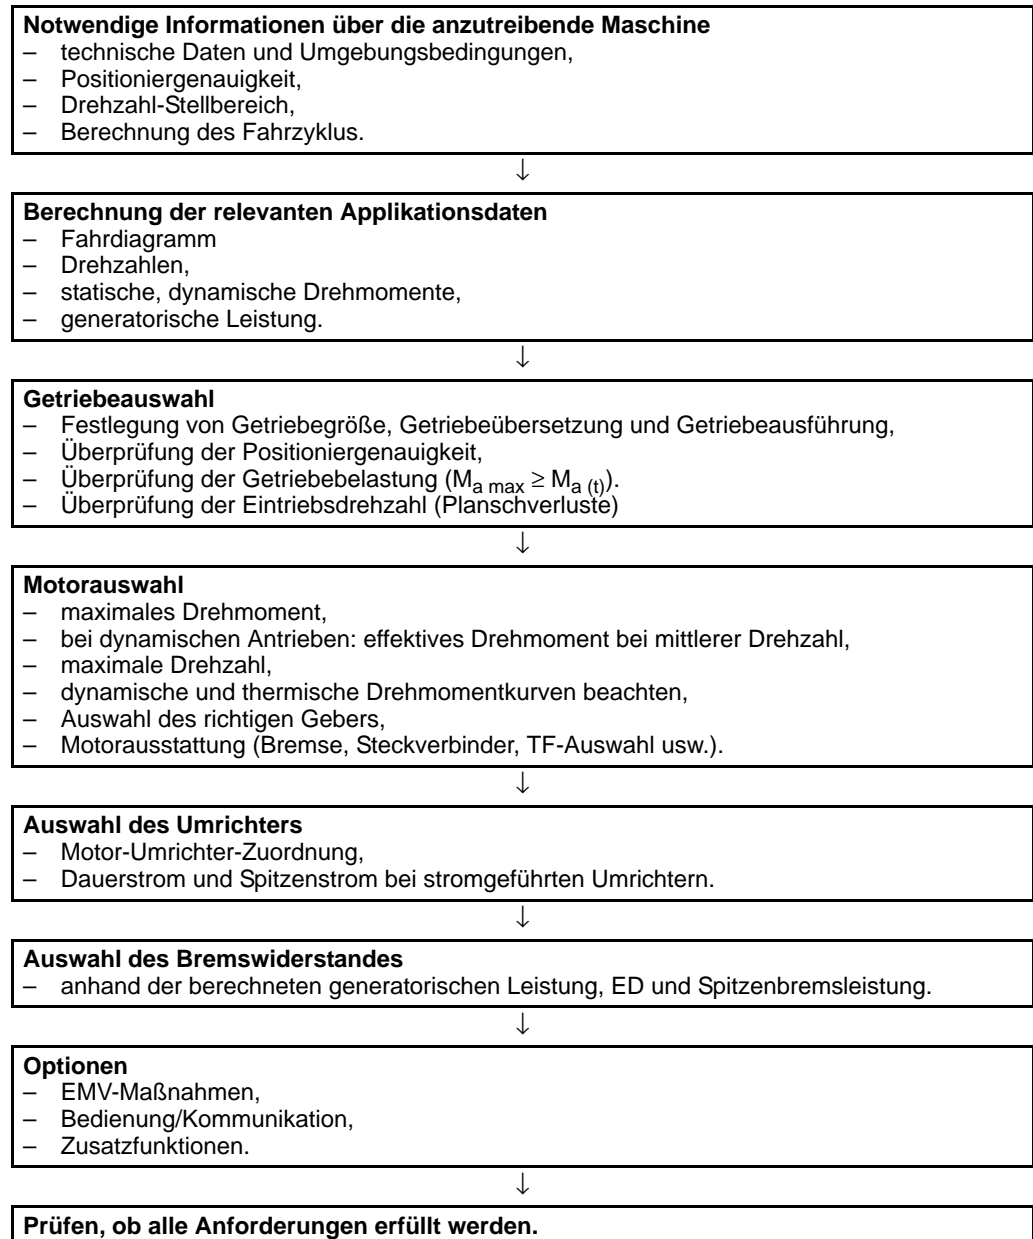 Notwendige Informationen über die anzutreibende Maschine
– technische Daten und Umgebungsbedingungen,
– Positioniergenauigkeit,
– Drehzahl-Stellbereich,
– Berechnung des Fahrzyklus.
↓
Berechnung der relevanten Applikationsdaten
– Fahrdiagramm
– Drehzahlen,
– statische, dynamische Drehmomente,
– generatorische Leistung.
↓
Getriebeauswahl
– Festlegung von Getriebegröße, Getriebeübersetzung und Getriebeausführung,
– Überprüfung der Positioniergenauigkeit,
– Überprüfung der Getriebebelastung (Ma max ≥ Ma (t)).
– Überprüfung der Eintriebsdrehzahl (Planschverluste)
↓
Motorauswahl
– maximales Drehmoment,
– bei dynamischen Antrieben: effektives Drehmoment bei mittlerer Drehzahl,
– maximale Drehzahl,
– dynamische und thermische Drehmomentkurven beachten,
– Auswahl des richtigen Gebers,
– Motorausstattung (Bremse, Steckverbinder, TF-Auswahl usw.).
↓
Auswahl des Umrichters
– Motor-Umrichter-Zuordnung,
– Dauerstrom und Spitzenstrom bei stromgeführten Umrichtern.
↓
Auswahl des Bremswiderstandes
– anhand der berechneten generatorischen Leistung, ED und Spitzenbremsleistung.
↓
Optionen
– EMV-Maßnahmen,
– Bedienung/Kommunikation,
– Zusatzfunktionen.
↓
Prüfen, ob alle Anforderungen erfüllt werden.